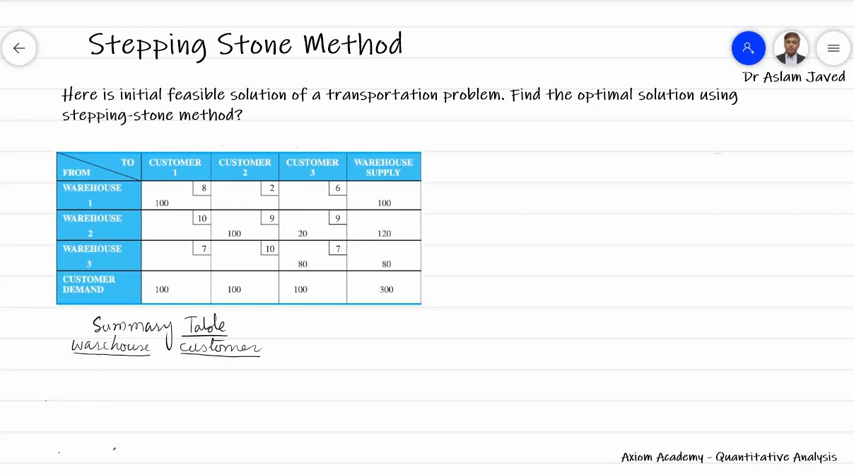 Stepping Stone Method
Dr Aslam Javed
Here is initial feasible solution of a transportation problem. Find the optimal solution using
stepping-stone method?
TO CUSTOMER CUSTOMER CUSTOMER WAREHOUSE
FROM 1 2 3 SUPPLY
WAREHOUSE 8 2 6
1 100 100
WAREHOUSE 10 9 9
2 100 20 120
WAREHOUSE 7 10 7
3 80 80
CUSTOMER
DEMAND 100 100 100 300
Summary Table
warehouse customer
Axiom Academy - Quantitative Analysis